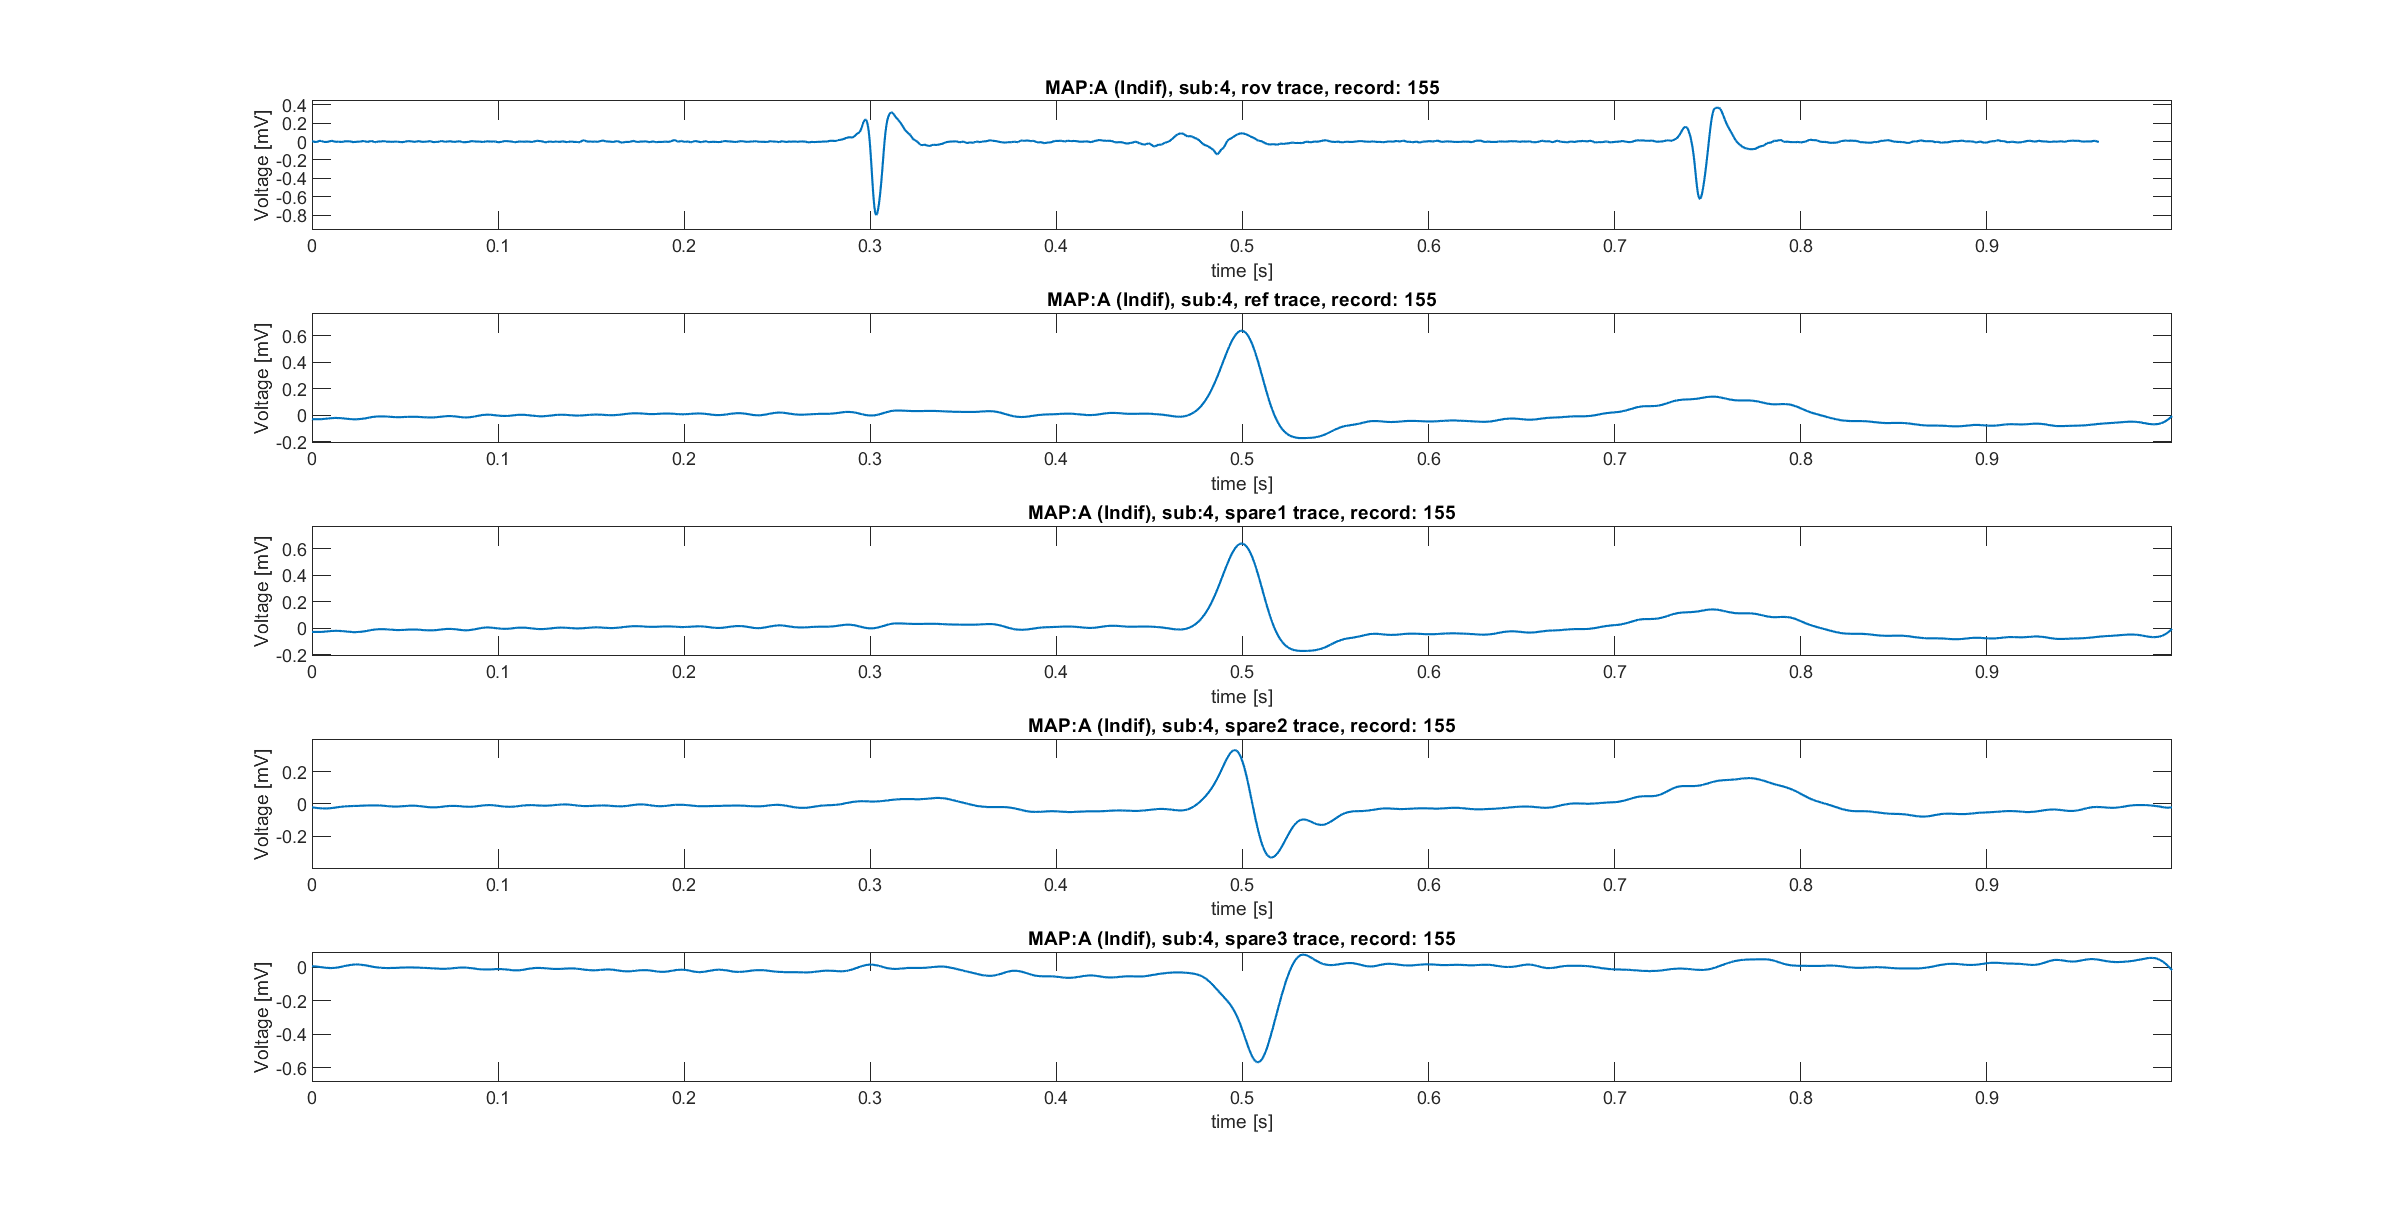 MAP:A (Indif), sub:4, rov trace, record: 155
Voltage [mV]
0.4
0.2
0
-0.2
-0.4
-0.6
-0.8
0 0.1 0.2 0.3 0.4 0.5 0.6 0.7 0.8 0.9
time [s]
MAP:A (Indif), sub:4, ref trace, record: 155
Voltage [mV]
0.6
0.4
0.2
0
-0.2
0 0.1 0.2 0.3 0.4 0.5 0.6 0.7 0.8 0.9
time [s]
MAP:A (Indif), sub:4, spare1 trace, record: 155
Voltage [mV]
0.6
0.4
0.2
0
-0.2
0 0.1 0.2 0.3 0.4 0.5 0.6 0.7 0.8 0.9
time [s]
MAP:A (Indif), sub:4, spare2 trace, record: 155
Voltage [mV]
0.2
0
-0.2
0 0.1 0.2 0.3 0.4 0.5 0.6 0.7 0.8 0.9
time [s]
MAP:A (Indif), sub:4, spare3 trace, record: 155
Voltage [mV]
0
-0.2
-0.4
-0.6
0 0.1 0.2 0.3 0.4 0.5 0.6 0.7 0.8 0.9
time [s]